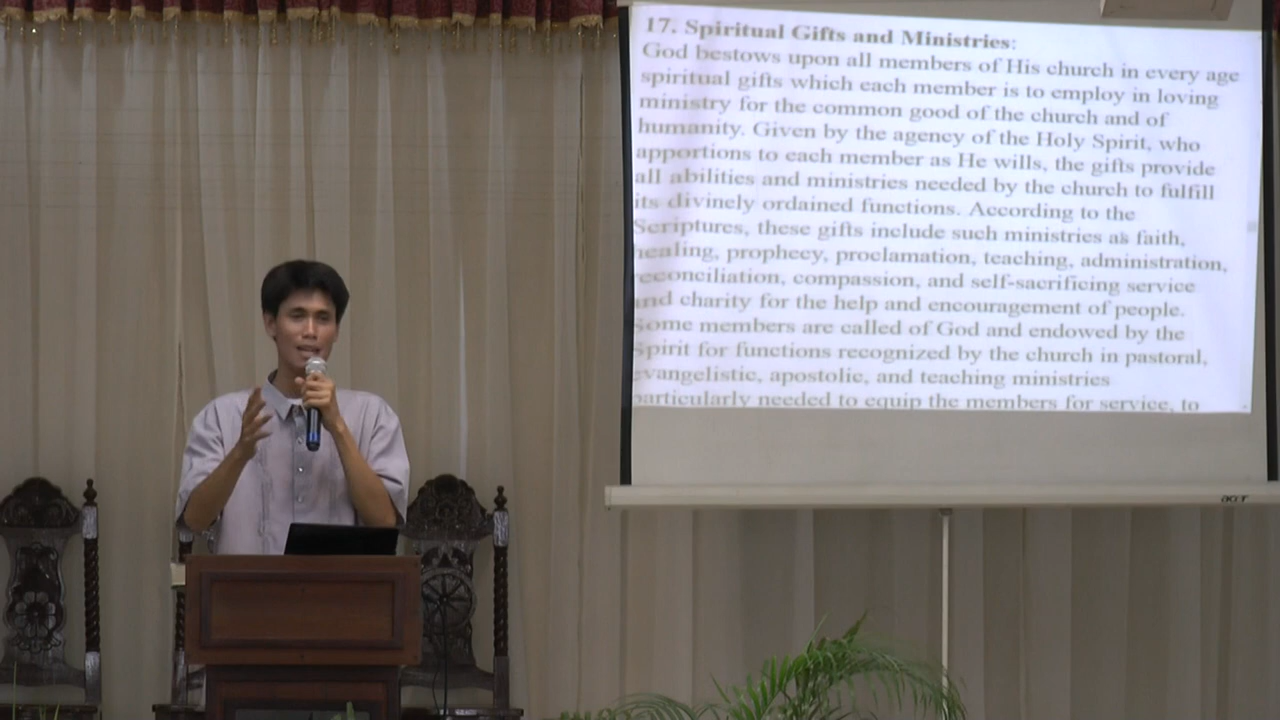 17. Spiritual Gifts and Ministries:
God bestows upon all members of His church in every age
spiritual gifts which each member is to employ in loving
ministry for the common good of the church and of
humanity. Given by the agency of the Holy Spirit, who
apportions to each member as He wills, the gifts provide
all abilities and ministries needed by the church to fulfill
its divinely ordained functions. According to the
Scriptures, these gifts include such ministries as faith,
healing, prophecy, proclamation, teaching, administration,
reconciliation, compassion, and self-sacrificing service
and charity for the help and encouragement of people.
Some members are called of God and endowed by the
Spirit for functions recognized by the church in pastoral,
evangelistic, apostolic, and teaching ministries
particularly needed to equip the members for service, to
acer